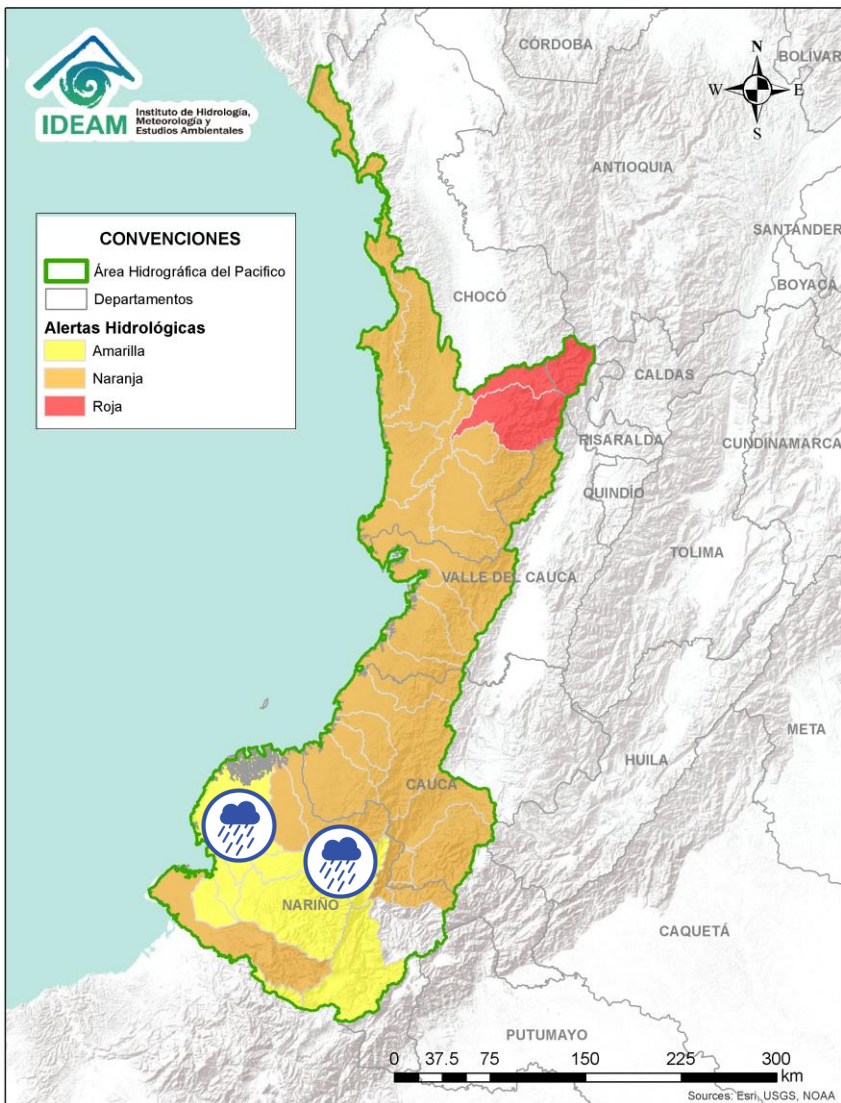 IDEAM
Instituto de Hidrología,
Meteorología y
Estudios Ambientales
CÓRDOBA
BOLÍVAR
N
W
E
S
ANTIOQUIA
SANTANDER
BOYACÁ
CONVENCIONES
Área Hidrográfica del Pacifico
Departamentos
Alertas Hidrológicas
Amarilla
Naranja
Roja
CHOCÓ
CALDAS
RISARALDA
CUNDINAMARCA
QUINDÍO
TOLIMA
VALLE DEL CAUCA
META
HUILA
CAUCA
NARIÑO
CAQUETÁ
PUTUMAYO
0 37.5 75 150 225 300
km
Sources: Esri, USGS, NOAA